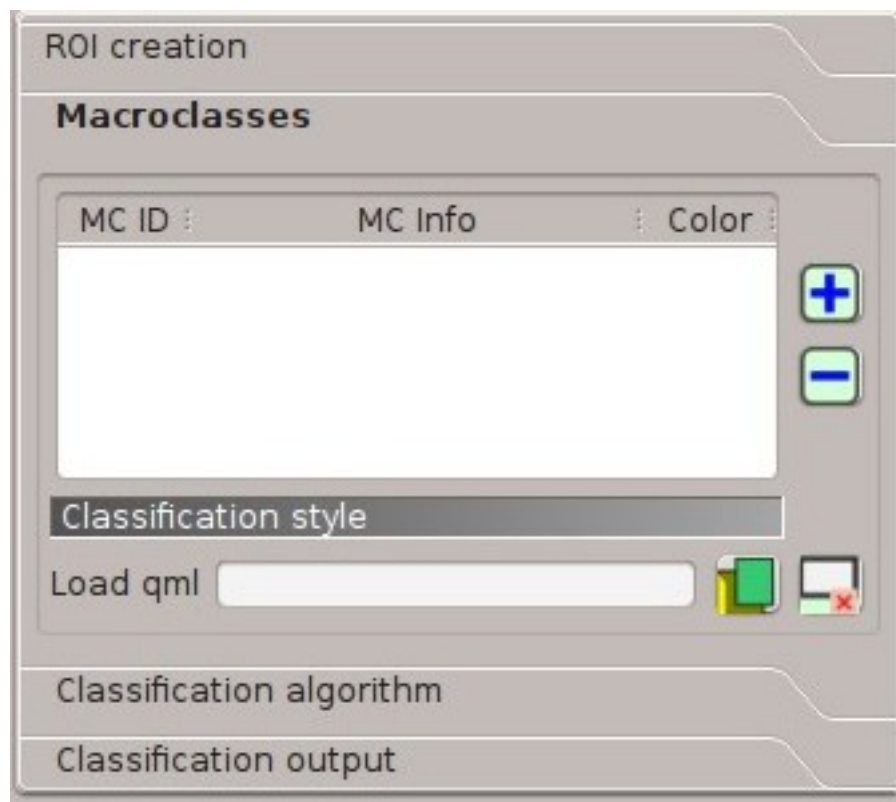 ROI creation
Macroclasses
MC ID MC Info Color
Classification style
Load qml
Classification algorithm
Classification output